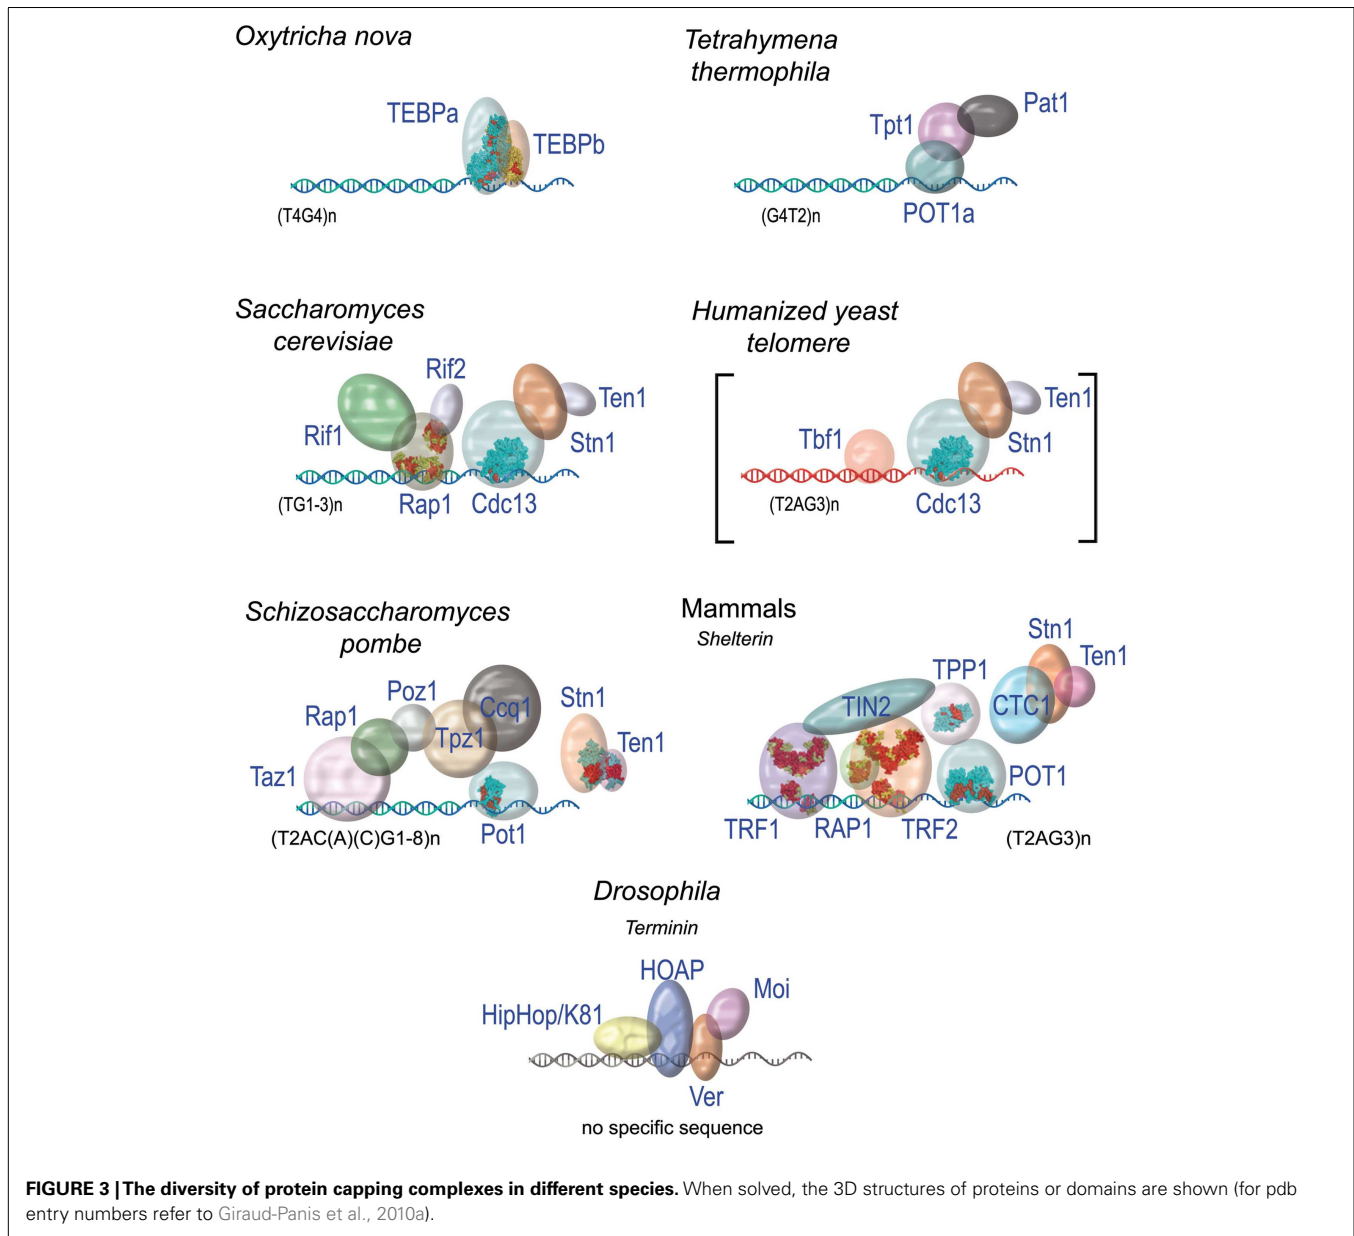 Oxytricha nova
TEBPa
TEBPb
(T4G4)n
Tetrahymena
thermophila
Pat1
Tpt1
POT1a
(G4T2)n
Saccharomyces
cerevisiae
Rif2
Ten1
Rif1
Stn1
(TG1-3)n
Rap1
Cdc13
Humanized yeast
telomere
Ten1
Tbf1
Stn1
(T2AG3)n
Cdc13
Schizosaccharomyces
pombe
Poz1
Ccq1
Stn1
Rap1
Tpz1
Ten1
Taz1
(T2AC(A)(C)G1-8)n
Pot1
Mammals
Shelterin
Stn1
Ten1
TPP1
TIN2
CTC1
POT1
TRF1
RAP1
TRF2
(T2AG3)n
Drosophila
Terminin
HOAP
Moi
HipHop/K81
Ver
no specific sequence
FIGURE 3 | The diversity of protein capping complexes in different species. When solved, the 3D structures of proteins or domains are shown (for pdb
entry numbers refer to Giraud-Panis et al., 2010a).